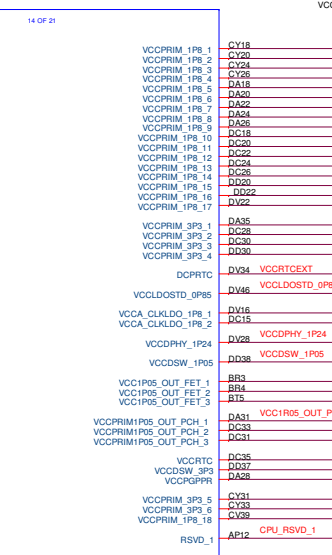 VCC
14 OF 21
VCCPRIM_1P8_1 CY18
VCCPRIM_1P8_2 CY20
VCCPRIM_1P8_3 CY24
VCCPRIM_1P8_4 CY26
VCCPRIM_1P8_5 DA18
VCCPRIM_1P8_6 DA20
VCCPRIM_1P8_7 DA22
VCCPRIM_1P8_8 DA24
VCCPRIM_1P8_9 DA26
VCCPRIM_1P8_10 DC18
VCCPRIM_1P8_11 DC20
VCCPRIM_1P8_12 DC22
VCCPRIM_1P8_13 DC24
VCCPRIM_1P8_14 DC26
VCCPRIM_1P8_15 DD20
VCCPRIM_1P8_16 DD22
VCCPRIM_1P8_17 DV22
VCCPRIM_3P3_1 DA35
VCCPRIM_3P3_2 DC28
VCCPRIM_3P3_3 DC30
VCCPRIM_3P3_4 DD30
DCPRTC DV34 VCCRTCEXT
VCCLDOSTD_0P85 DV46 VCCLDOSTD_0P8
VCCA_CLKLDO_1P8_1 DV16
VCCA_CLKLDO_1P8_2 DC15
VCCDPHY_1P24 DV28 VCCDPHY_1P24
VCCDSW_1P05 DD38 VCCDSW_1P05
VCC1P05_OUT_FET_1 BR3
VCC1P05_OUT_FET_2 BR4
VCC1P05_OUT_FET_3 BT5
VCCPRIM1P05_OUT_PCH_1 DA31 VCC1R05_OUT_P
VCCPRIM1P05_OUT_PCH_2 DC33
VCCPRIM1P05_OUT_PCH_3 DC31
VCCRTC DC35
VCCDSW_3P3 DD37
VCCPGPPR DA28
VCCPRIM_3P3_5 CY31
VCCPRIM_3P3_6 CY33
VCCPRIM_1P8_18 CV39
RSVD_1 AP12 CPU_RSVD_1